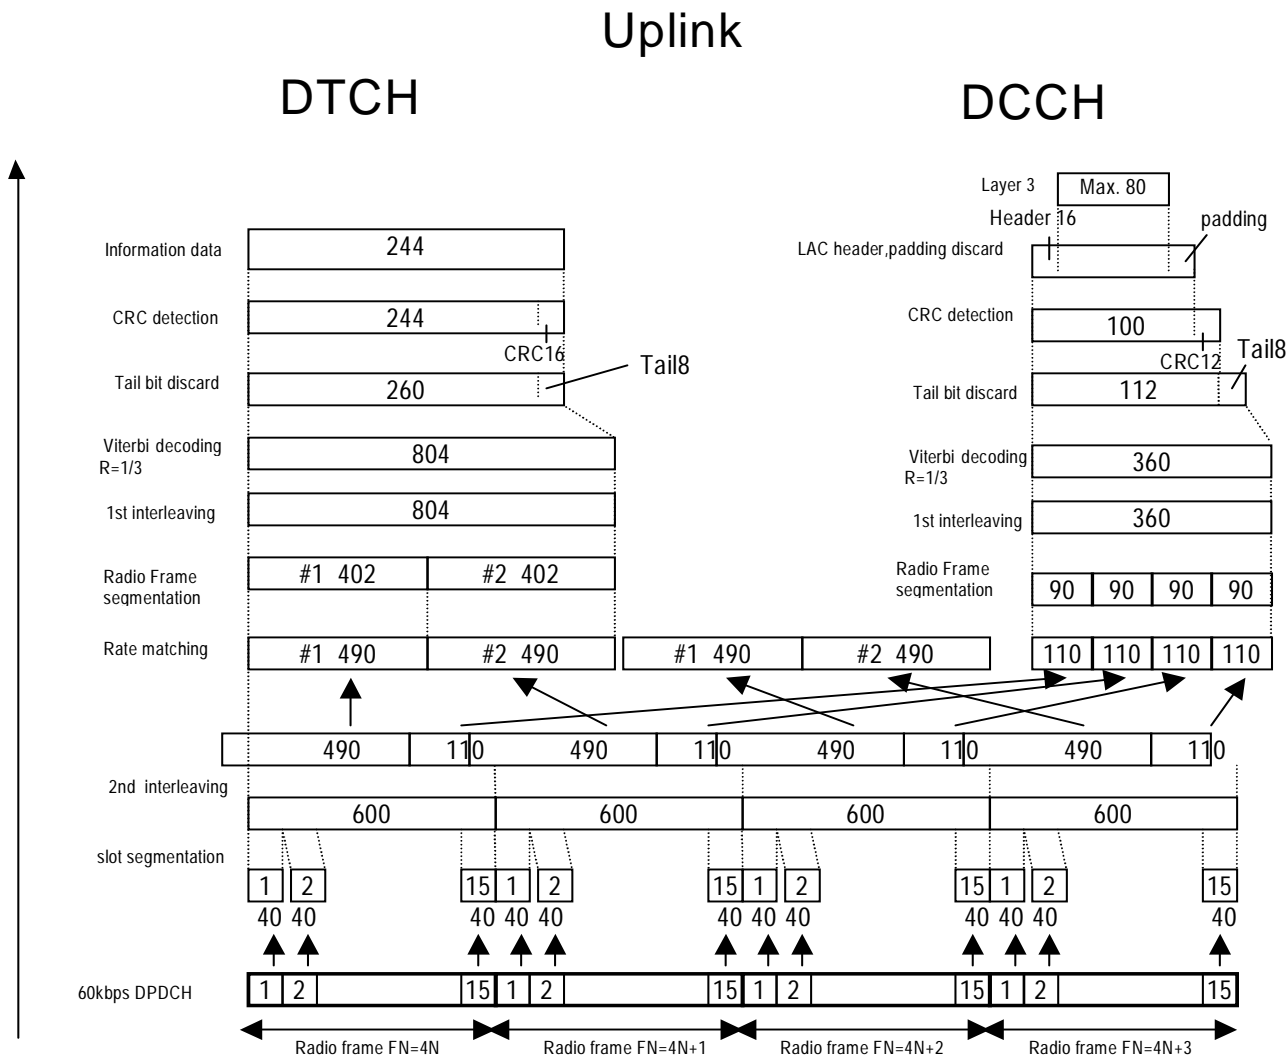 Uplink
DTCH
DCCH
Layer 3
Max. 80
Header 16
padding
Information data
244
LAC header,padding discard
CRC detection
244
CRC16
CRC detection
100
CRC12
Tail bit discard
260
Tail8
Tail bit discard
112
Tail8
Viterbi decoding
R=1/3
804
Viterbi decoding
R=1/3
360
1st interleaving
804
1st interleaving
360
Radio Frame
segmentation
#1 402
#2 402
Radio Frame
segmentation
90 90 90 90
Rate matching
#1 490
#2 490
#1 490
#2 490
110 110 110 110
490 110 490 110 490 110 490 110
2nd interleaving
600 600 600 600
slot segmentation
1 2 15 1 2 15 1 2 15 1 2 15
40 40 40 40 40 40 40 40 40 40 40 40
60kbps DPDCH
1 2 15 1 2 15 1 2 15 1 2 15
Radio frame FN=4N
Radio frame FN=4N+1
Radio frame FN=4N+2
Radio frame FN=4N+3